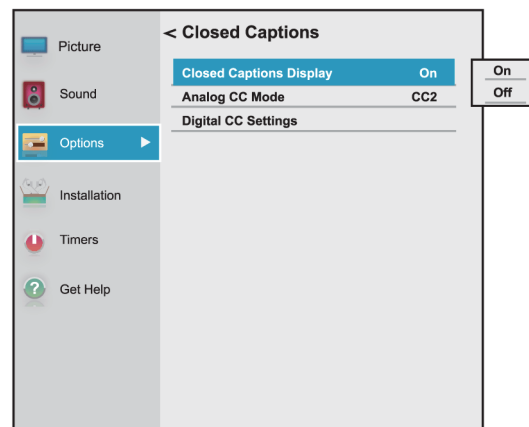 Picture
Sound
Options
Installation
Timers
Get Help
< Closed Captions
Closed Captions Display On
Analog CC Mode CC2
Digital CC Settings
On
Off